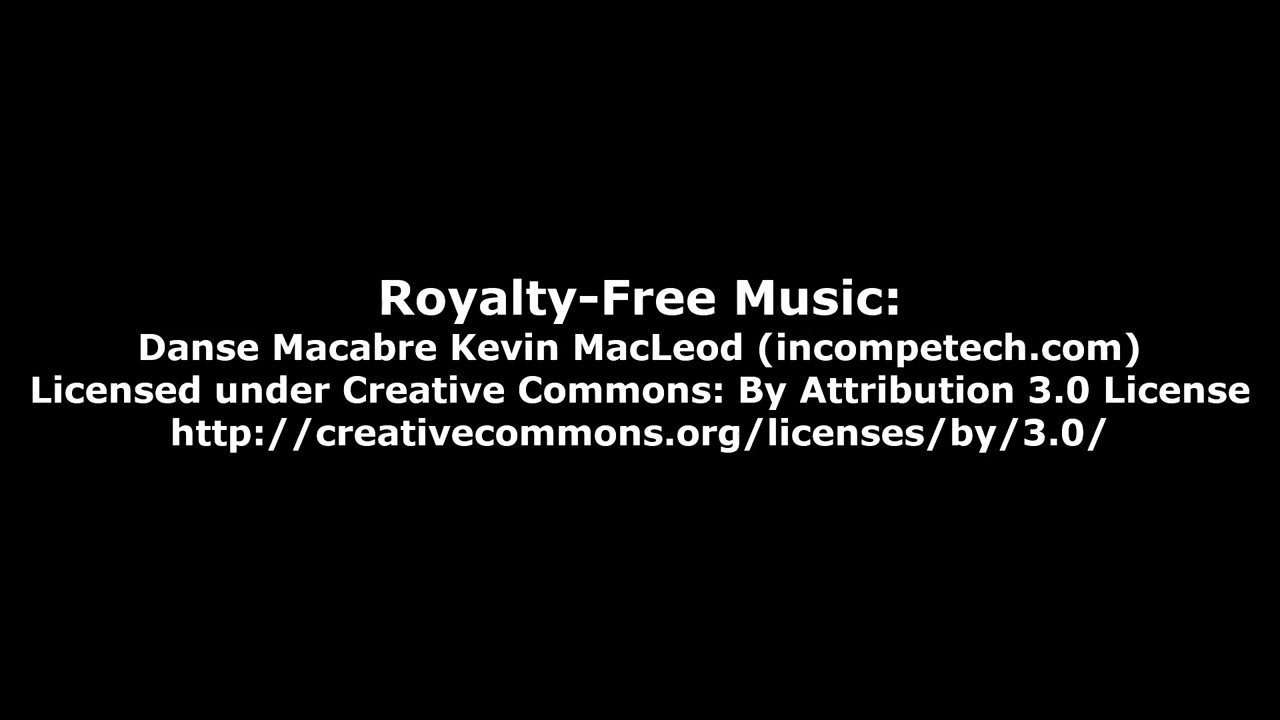 Royalty-Free Music:
Danse Macabre Kevin MacLeod (incompetech.com)
Licensed under Creative Commons: By Attribution 3.0 License
http://creativecommons.org/licenses/by/3.0/